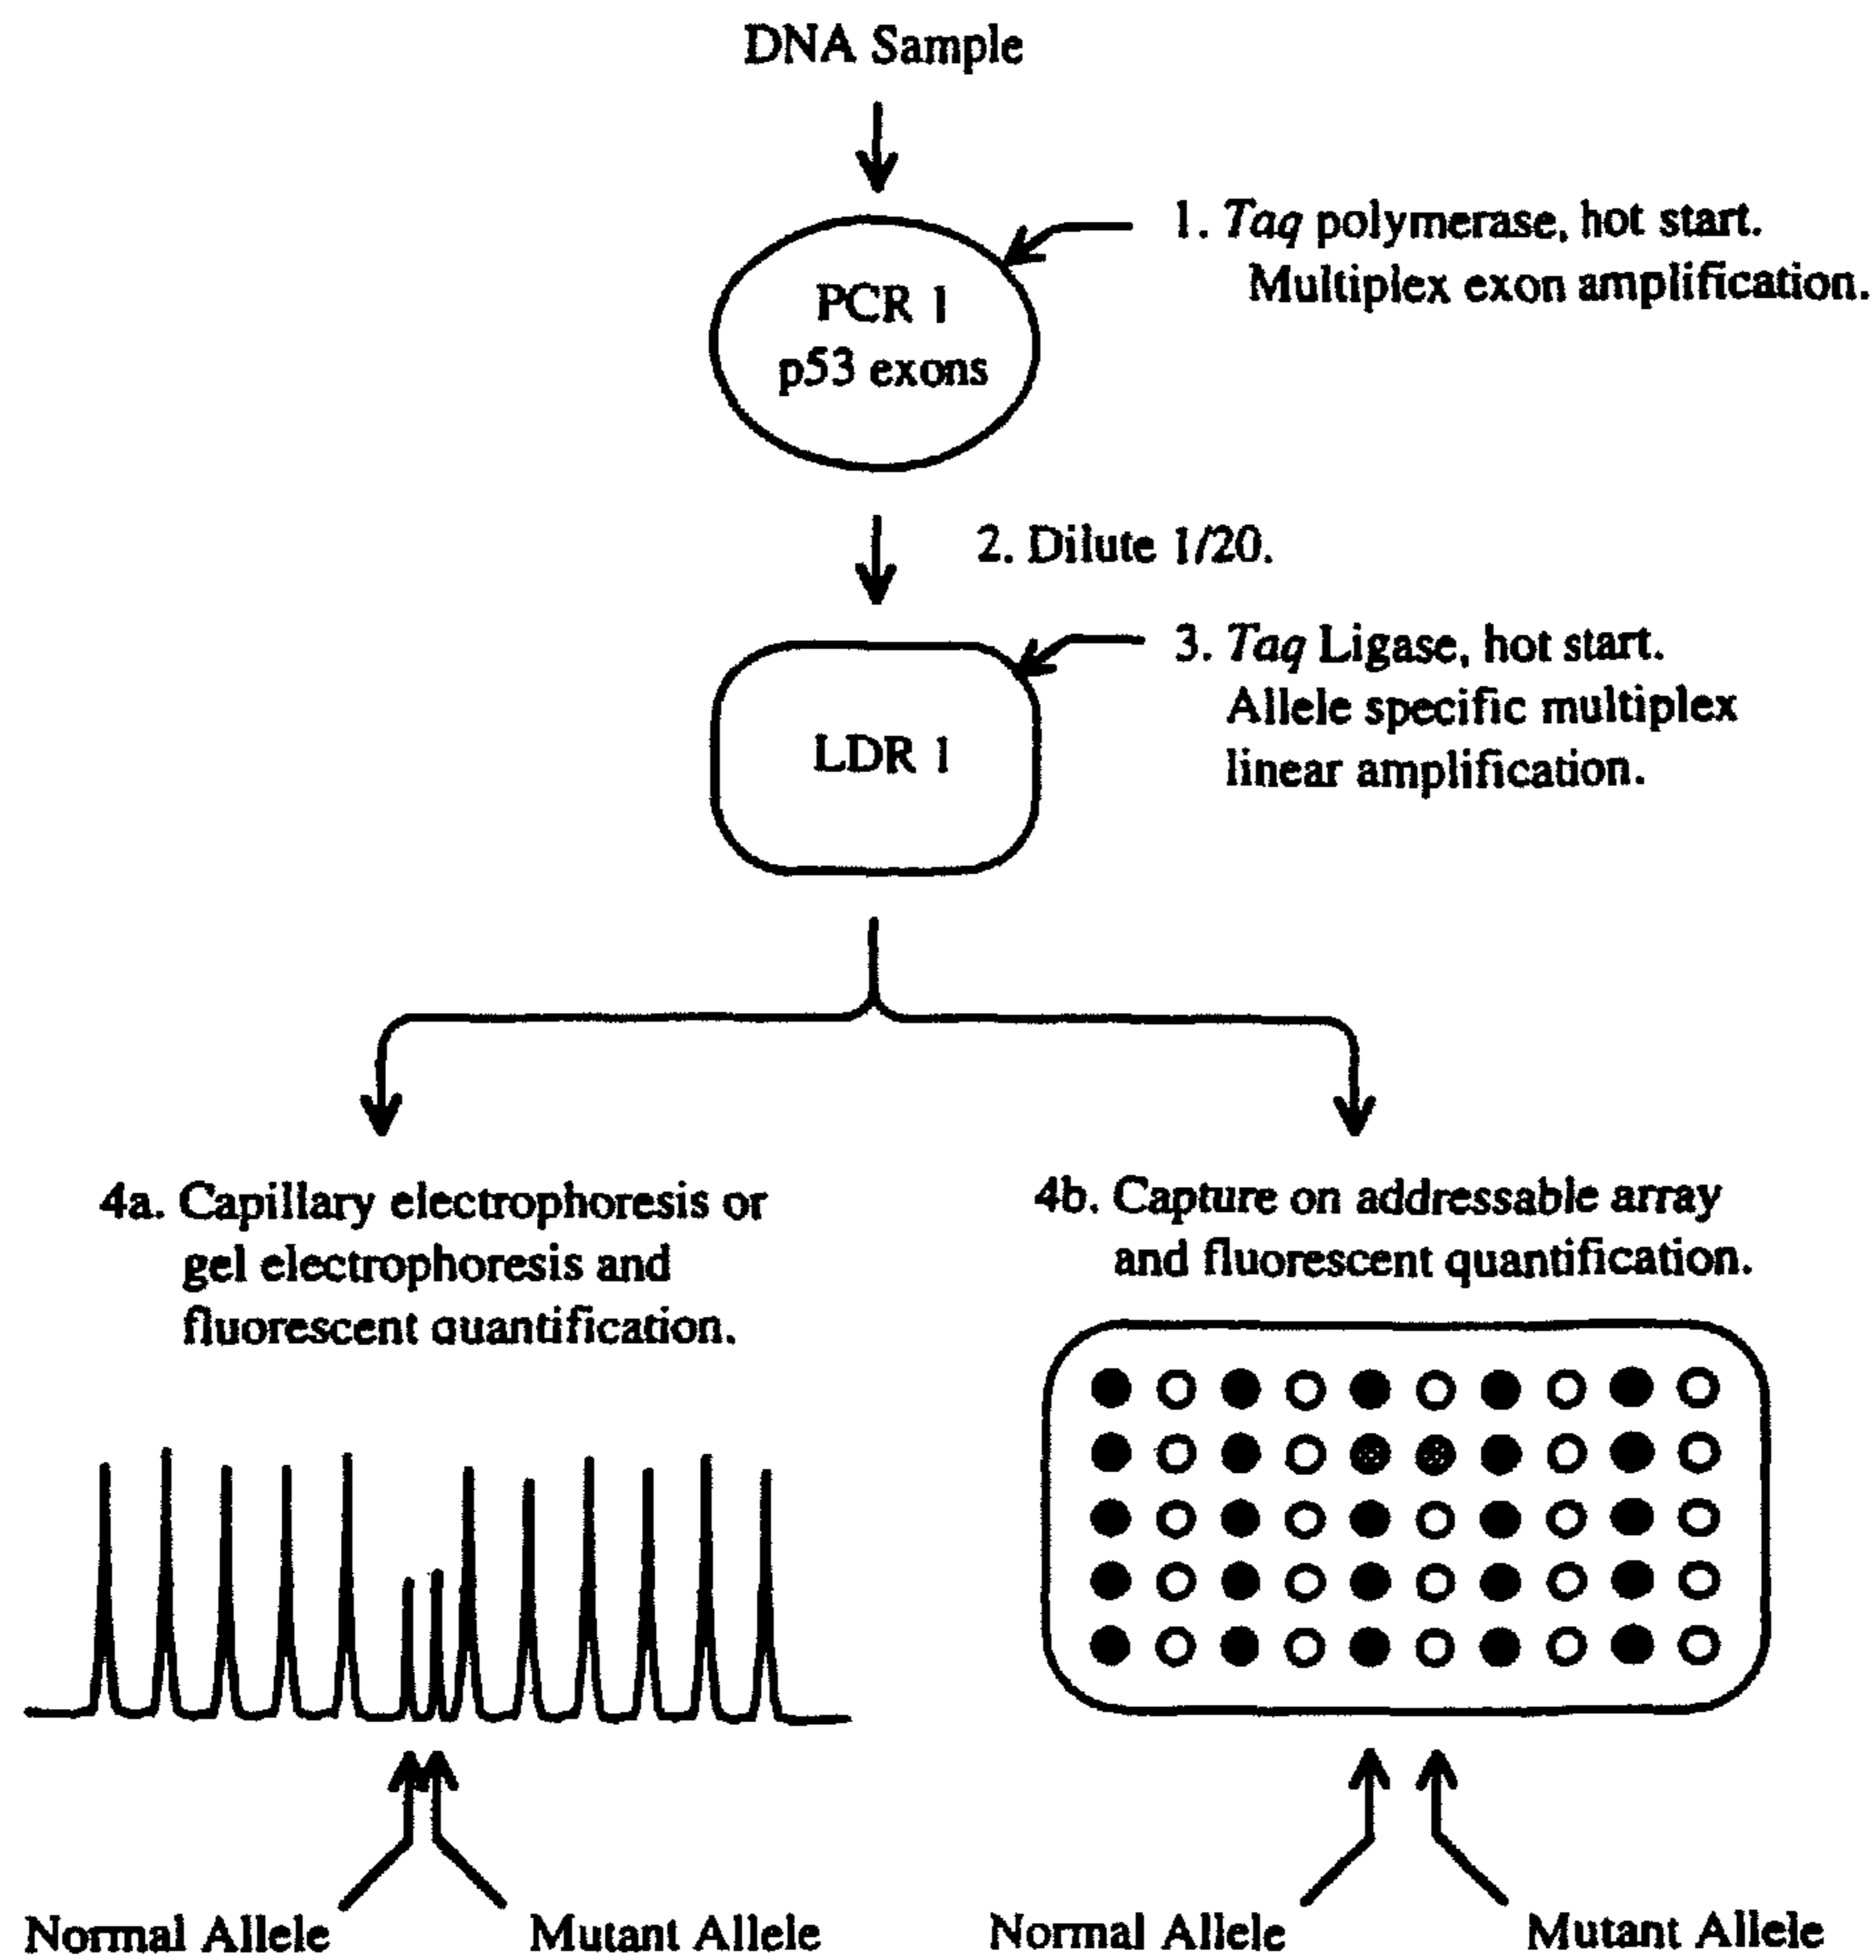 DNA Sample
1. Taq polymerase, hot start.
Multiplex exon amplification.
PCR 1
p53 exons
2. Dilute 1/20.
3. Taq Ligase, hot start.
Allele specific multiplex
linear amplification.
LDR 1
4a. Capillary electrophoresis or
gel electrophoresis and
fluorescent quantification.
4b. Capture on addressable array
and fluorescent quantification.
Normal Allele
Mutant Allele
Normal Allele
Mutant Allele